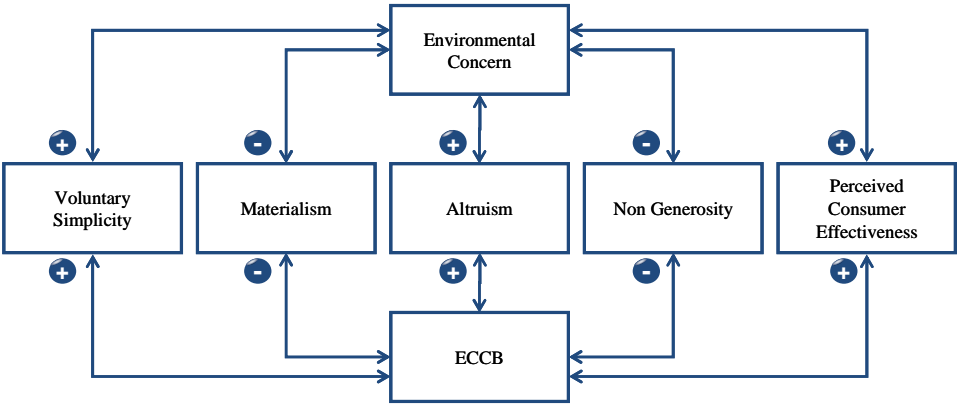 Environmental
Concern
+
-
+
-
+
Voluntary
Simplicity
Materialism
Altruism
Non Generosity
Perceived
Consumer
Effectiveness
+
-
+
-
+
ECCB